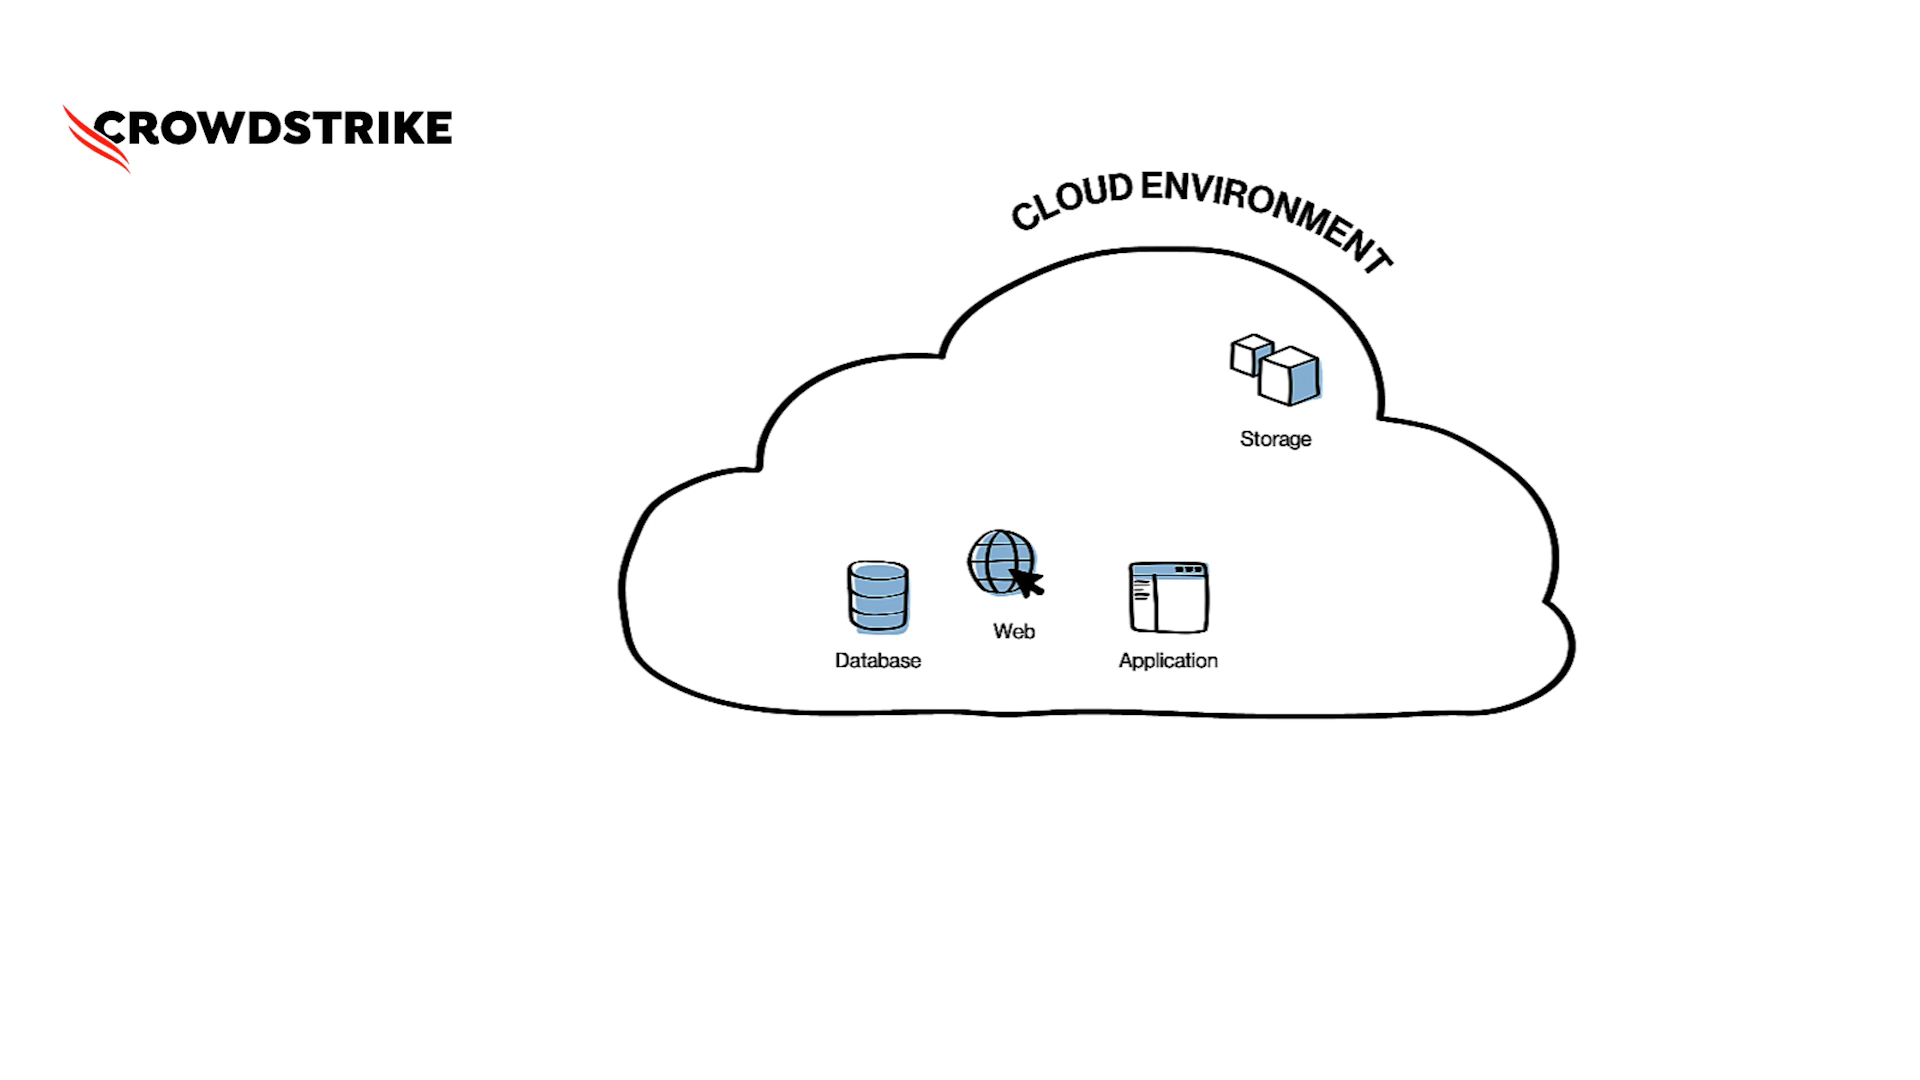 CROWDSTRIKE
CLOUD ENVIRONMENT
Storage
Web
Database
Application